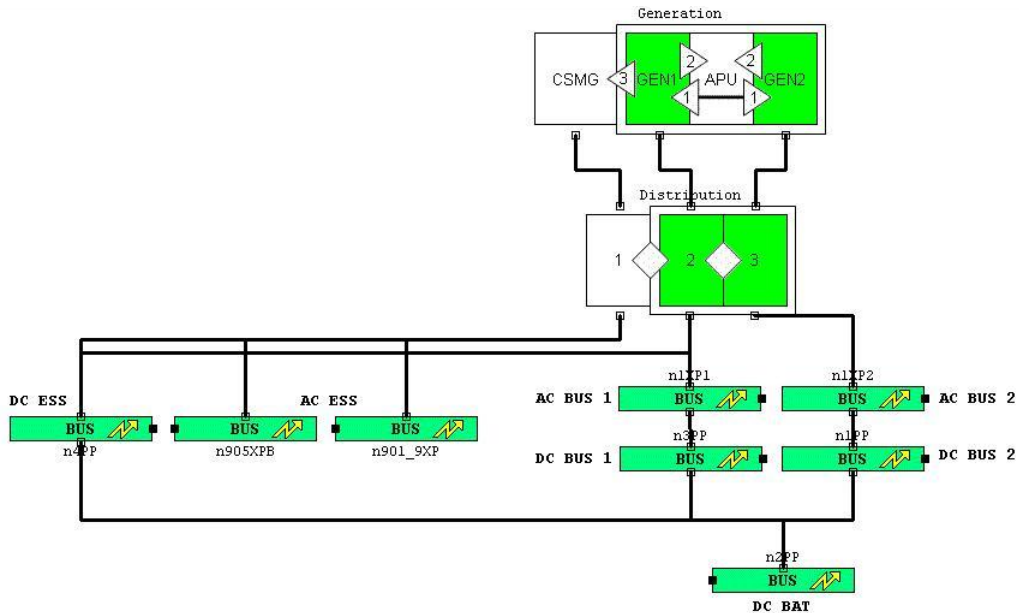 Generation
CSMG 3 GEN1 2 APU 2 GEN2
1 1
Distribution
1 2 3
n1XP1 n1XP2
DC ESS AC ESS AC BUS 1 BUS BUS AC BUS 2
BUS BUS BUS
n3PP n1PP
n4PP n905XPB n901_9XP DC BUS 1 BUS BUS DC BUS 2
n2PP
BUS
DC BAT